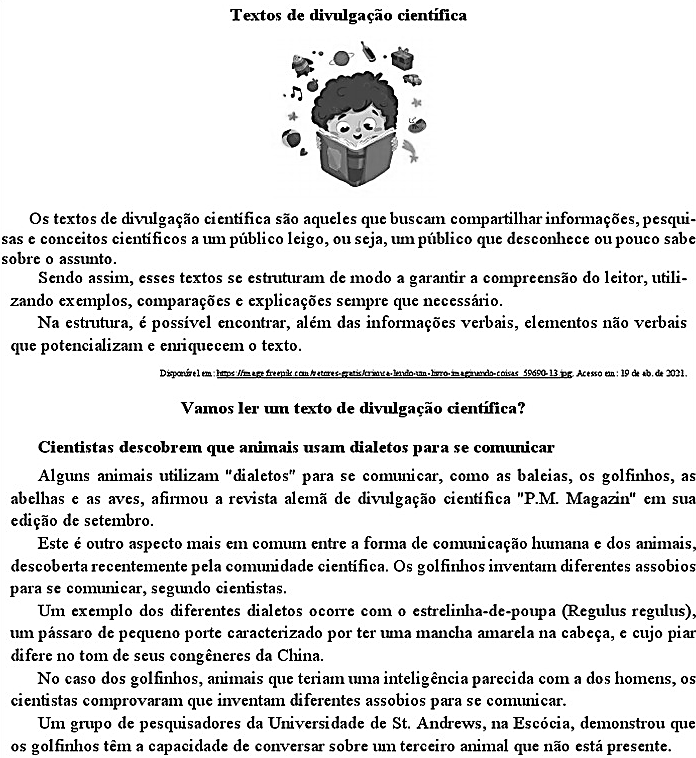 Textos de divulgação científica
Os textos de divulgação científica são aqueles que buscam compartilhar informações, pesqui-
sas e conceitos científicos a um público leigo, ou seja, um público que desconhece ou pouco sabe
sobre o assunto.
Sendo assim, esses textos se estruturam de modo a garantir a compreensão do leitor, utili-
zando exemplos, comparações e explicações sempre que necessário.
Na estrutura, é possível encontrar, além das informações verbais, elementos não verbais
que potencializam e enriquecem o texto.
Disponível em: https://image.freepik.com/vetores-gratis/crianca-lendo-um-livro-imaginando-coisas_59690-13.jpg. Acesso em: 19 de ab. de 2021.
Vamos ler um texto de divulgação científica?
Cientistas descobrem que animais usam dialetos para se comunicar
Alguns animais utilizam "dialetos" para se comunicar, como as baleias, os golfinhos, as
abelhas e as aves, afirmou a revista alemã de divulgação científica "P.M. Magazin" em sua
edição de setembro.
Este é outro aspecto mais em comum entre a forma de comunicação humana e dos animais,
descoberta recentemente pela comunidade científica. Os golfinhos inventam diferentes assobios
para se comunicar, segundo cientistas.
Um exemplo dos diferentes dialetos ocorre com o estrelinha-de-poupa (Regulus regulus),
um pássaro de pequeno porte caracterizado por ter uma mancha amarela na cabeça, e cujo piar
difere no tom de seus congêneres da China.
No caso dos golfinhos, animais que teriam uma inteligência parecida com a dos homens, os
cientistas comprovaram que inventam diferentes assobios para se comunicar.
Um grupo de pesquisadores da Universidade de St. Andrews, na Escócia, demonstrou que
os golfinhos têm a capacidade de conversar sobre um terceiro animal que não está presente.